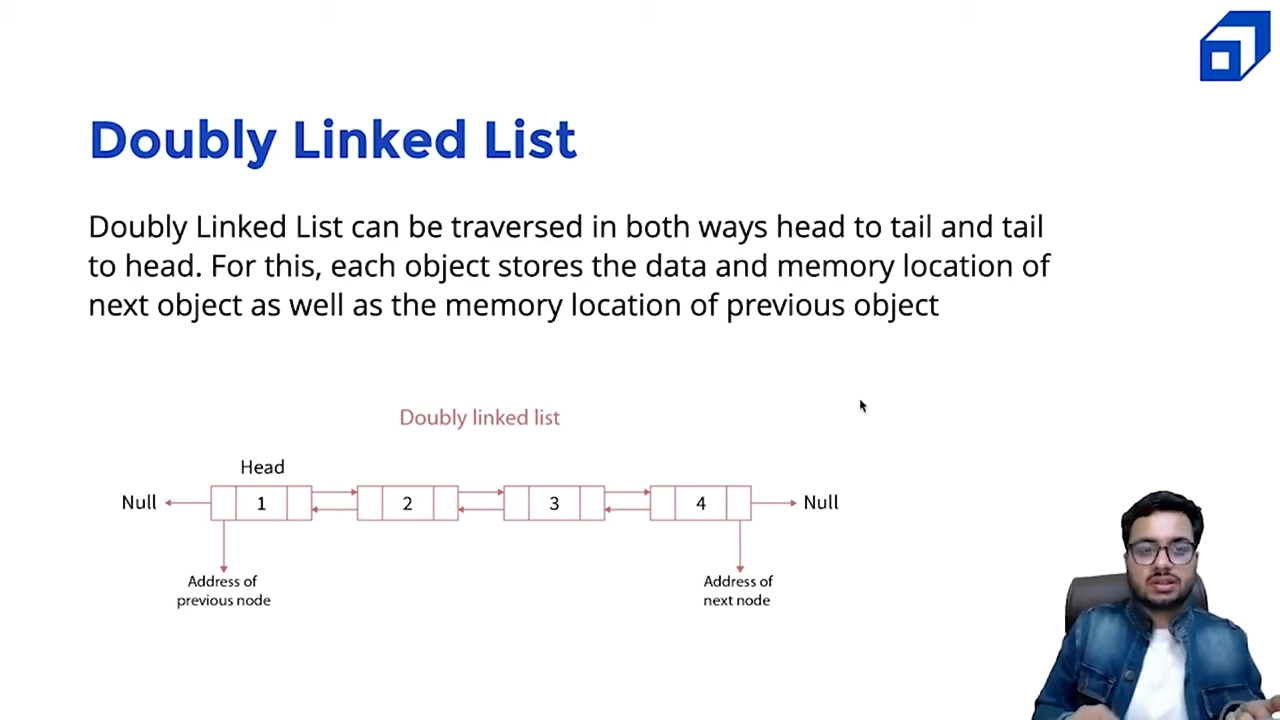 Doubly Linked List
Doubly Linked List can be traversed in both ways head to tail and tail
to head. For this, each object stores the data and memory location of
next object as well as the memory location of previous object
Doubly linked list
Head
Null 1 2 3 4 Null
Address of
previous node
Address of
next node